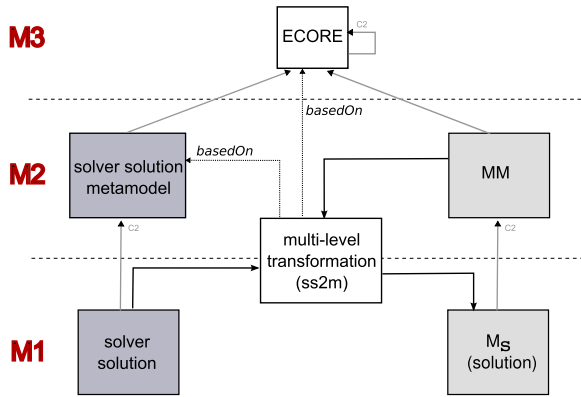 M3
ECORE
C2
basedOn
basedOn
M2
solver solution
metamodel
MM
C2
C2
multi-level
transformation
(ss2m)
M1
solver
solution
MS
(solution)